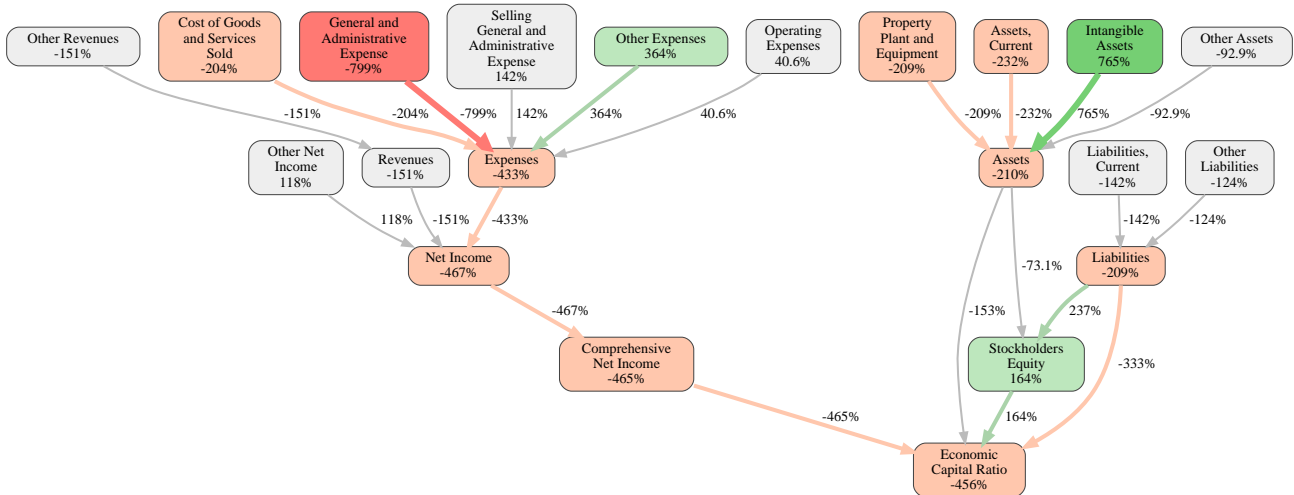 Other Revenues
-151%
Cost of Goods
and Services
Sold
-204%
General and
Administrative
Expense
-799%
Selling
General and
Administrative
Expense
142%
Other Expenses
364%
Operating
Expenses
40.6%
Property
Plant and
Equipment
-209%
Assets,
Current
-232%
Intangible
Assets
765%
Other Assets
-92.9%
-151%
-204%
-799%
142%
364%
40.6%
-209%
-232%
765%
-92.9%
Other Net
Income
118%
Revenues
-151%
Expenses
-433%
Assets
-210%
Liabilities,
Current
-142%
Other
Liabilities
-124%
118%
-151%
-433%
-142%
-124%
Net Income
-467%
-73.1%
Liabilities
-209%
-467%
-153%
237%
Comprehensive
Net Income
-465%
Stockholders
Equity
164%
-333%
-465%
164%
Economic
Capital Ratio
-456%